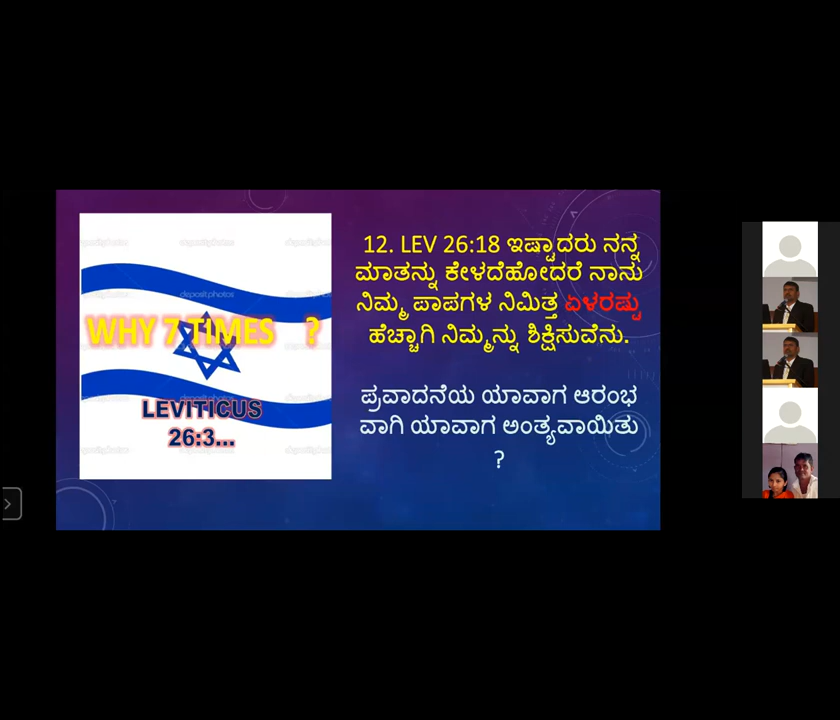 depositphotos
WHY 7 TIMES ?
LEVITICUS
26:3...
12. LEV 26:18 ಇಷ್ಟಾದರು ನನ್ನ
ಮಾತನ್ನು ಕೇಳದೆಹೋದರೆ ನಾನು
ನಿಮ್ಮ ಪಾಪಗಳ ನಿಮಿತ್ತ ಏಳರಷ್ಟು
ಹೆಚ್ಚಾಗಿ ನಿಮ್ಮನ್ನು ಶಿಕ್ಷಿಸುವೆನು.
ಪ್ರವಾದನೆಯ ಯಾವಾಗ ಆರಂಭ
ವಾಗಿ ಯಾವಾಗ ಅಂತ್ಯವಾಯಿತು
?